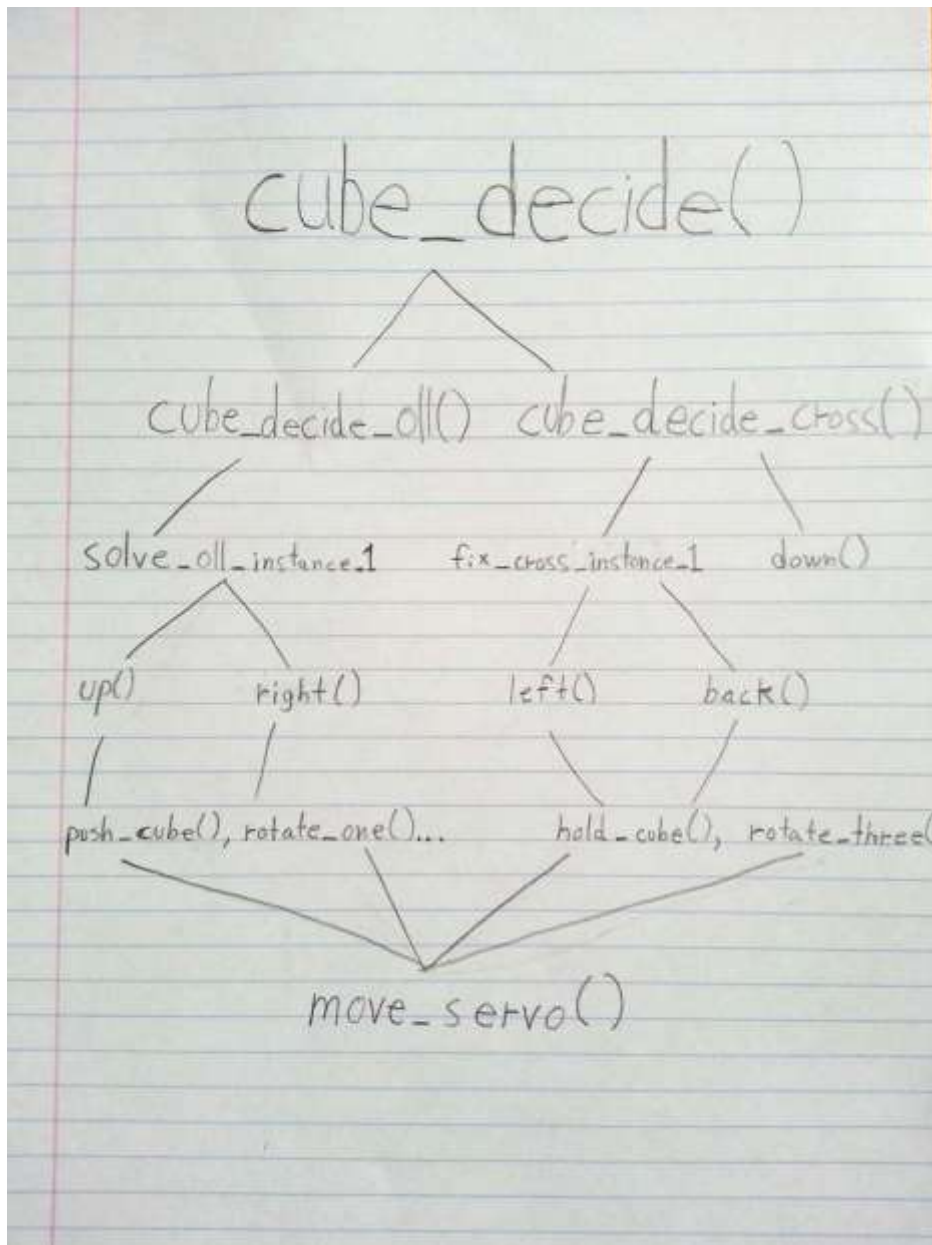 cube_decide()
cube_decide_oll() cube_decide_cross()
solve_oll_instance_1 fix_cross_instance_1 down()
up() right() left() back()
push_cube(), rotate_one()... hold_cube(), rotate_three(
move_servo()